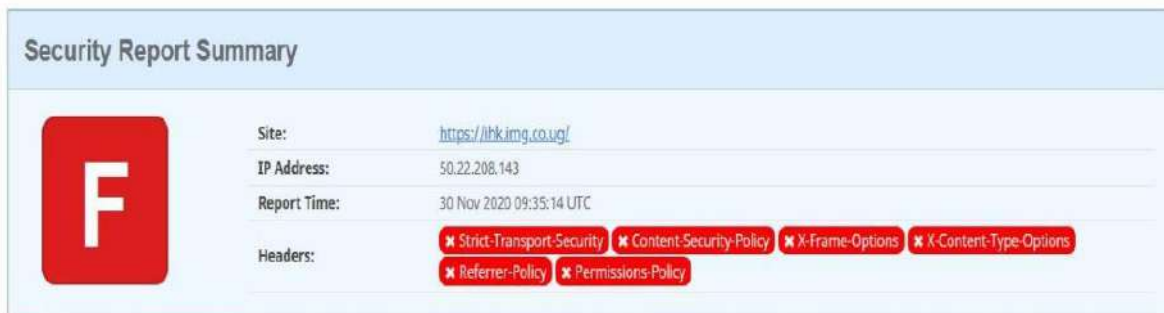 Security Report Summary
F
Site: https://ihk.img.co.ug/
IP Address: 50.22.208.143
Report Time: 30 Nov 2020 09:35:14 UTC
Headers: ✖ Strict-Transport-Security ✖ Content-Security-Policy ✖ X-Frame-Options ✖ X-Content-Type-Options
✖ Referrer-Policy ✖ Permissions-Policy